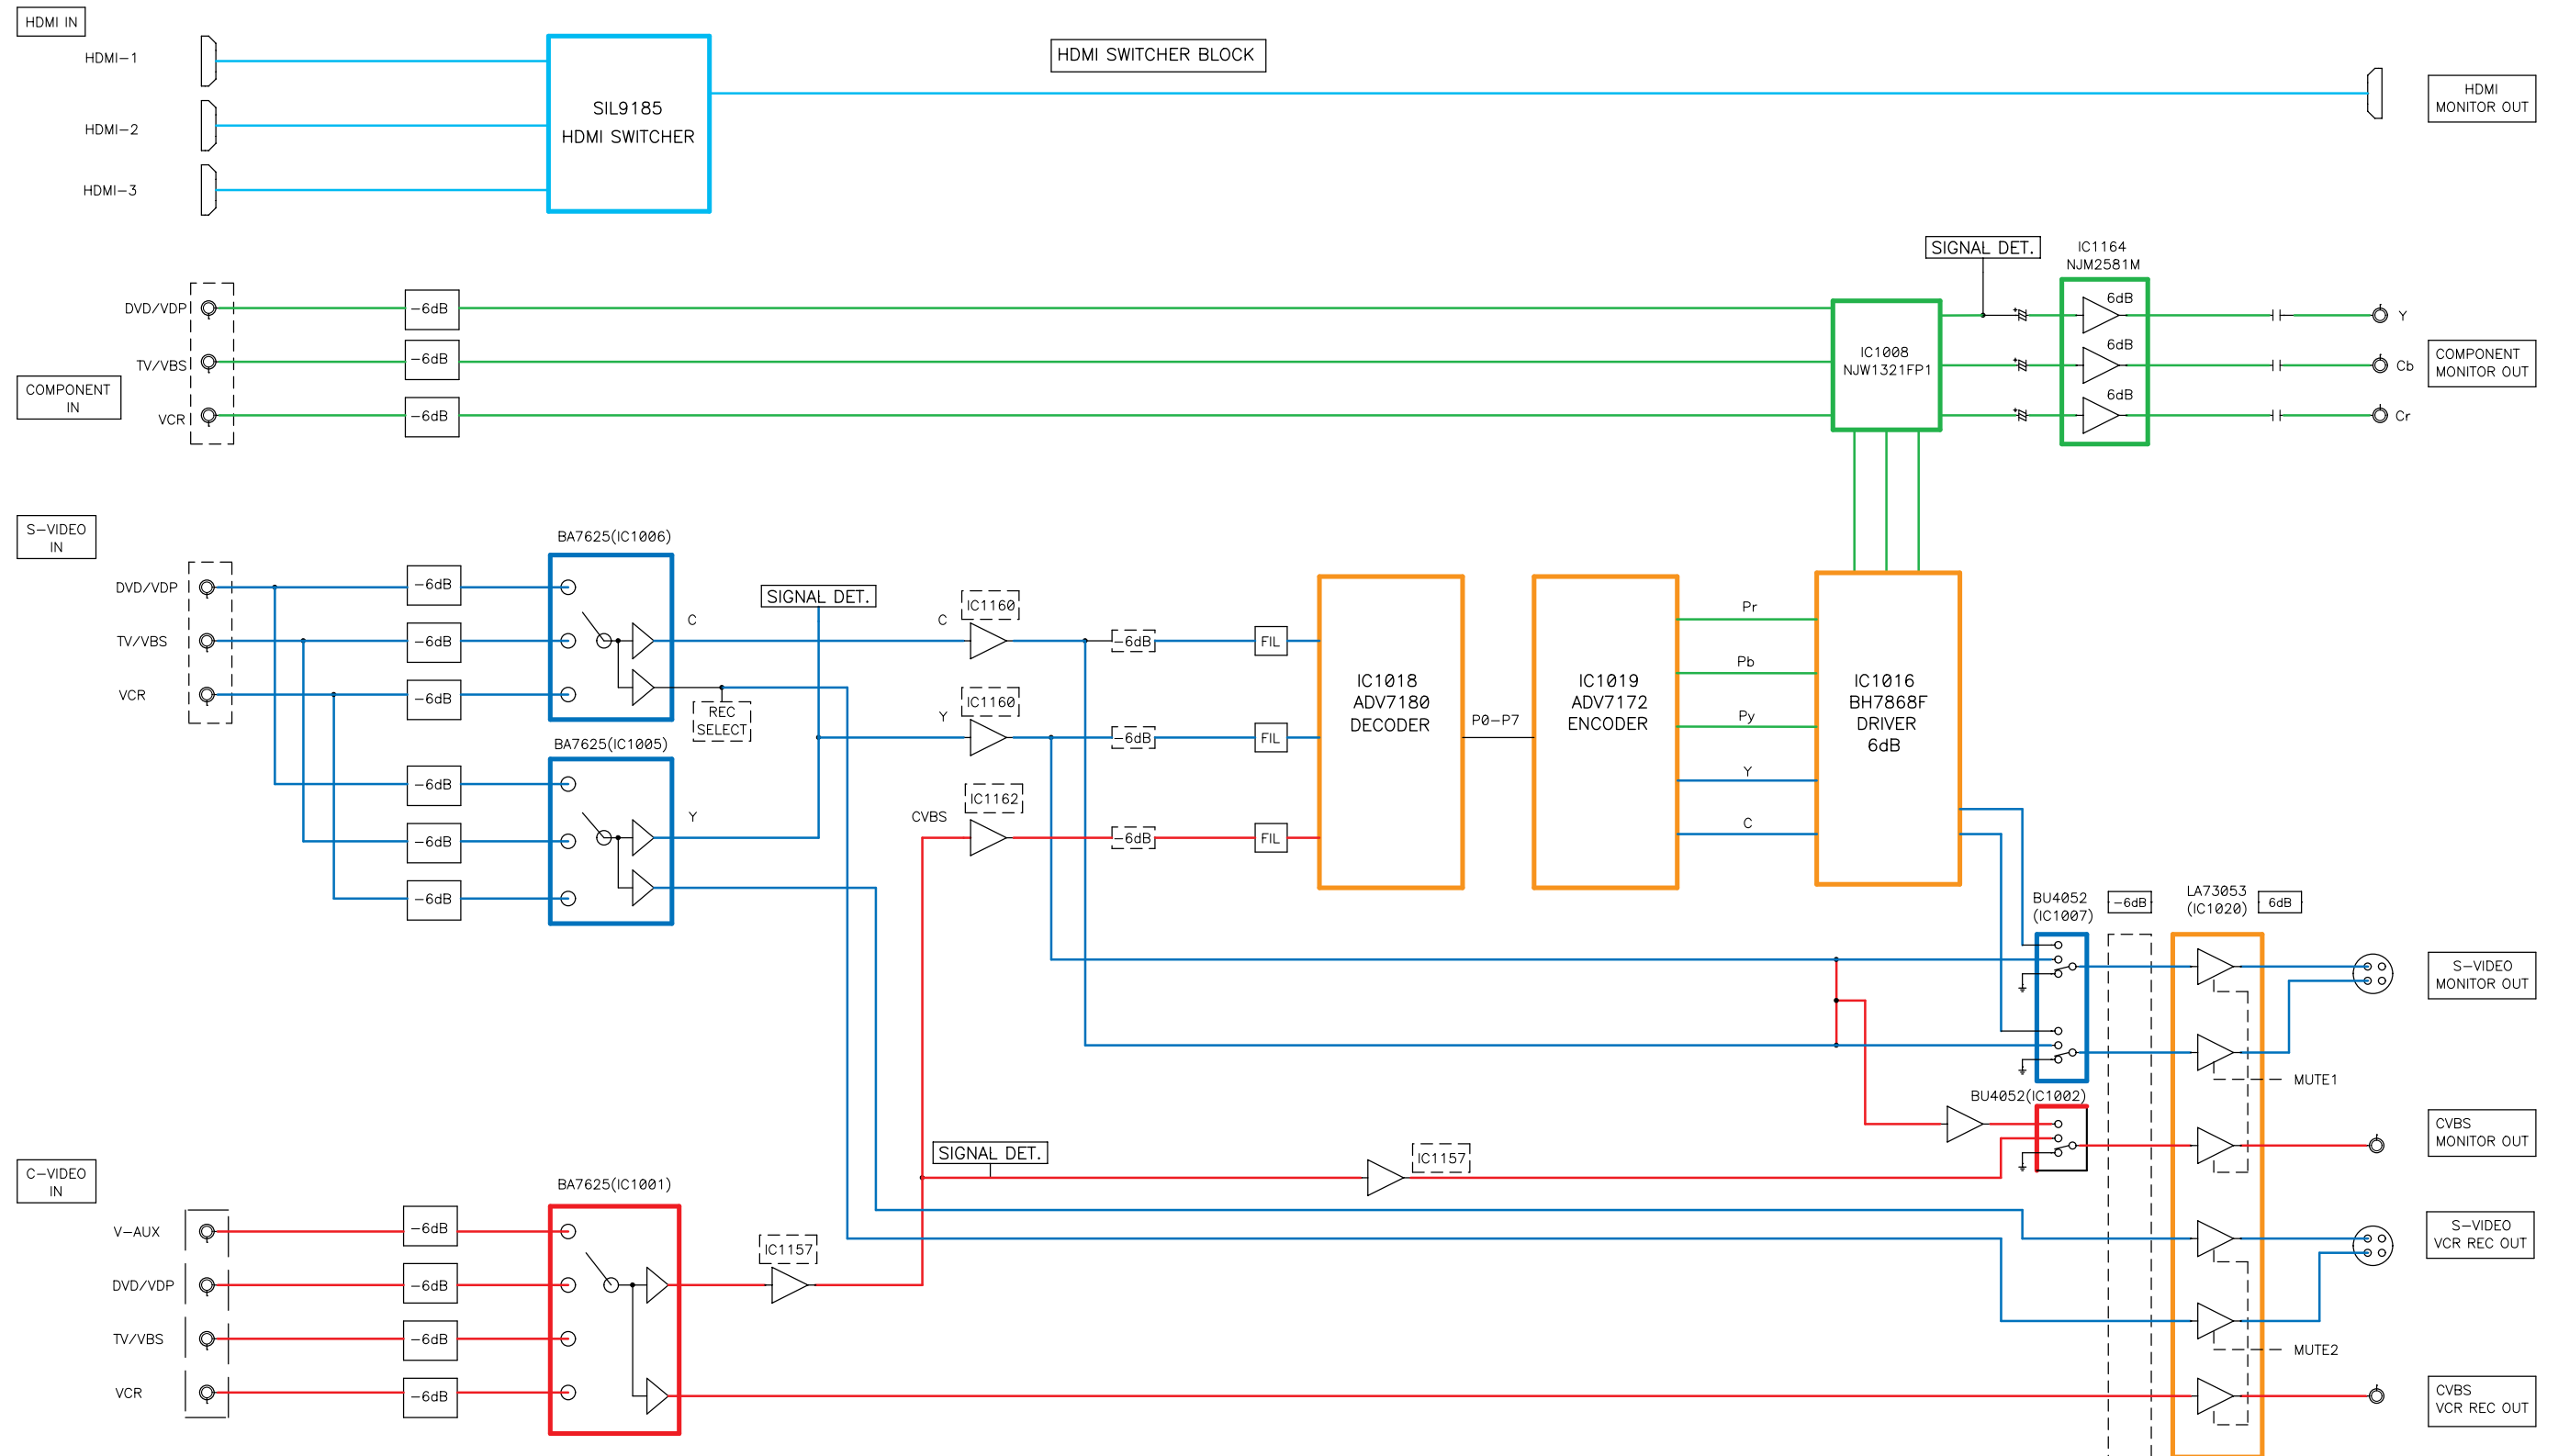 HDMI IN
HDMI-1
HDMI-2
HDMI-3
SIL9185
HDMI SWITCHER
HDMI SWITCHER BLOCK
HDMI
MONITOR OUT
SIGNAL DET.
IC1164
NJM2581M
DVD/VDP
TV/VBS
VCR
COMPONENT
IN
-6dB
-6dB
-6dB
IC1008
NJW1321FP1
6dB
6dB
6dB
Y
Cb
Cr
COMPONENT
MONITOR OUT
S-VIDEO
IN
DVD/VDP
TV/VBS
VCR
-6dB
-6dB
-6dB
-6dB
-6dB
-6dB
BA7625(IC1006)
C
REC
SELECT
BA7625(IC1005)
Y
SIGNAL DET.
C
IC1160
-6dB
FIL
Y
IC1160
-6dB
FIL
CVBS
IC1162
-6dB
FIL
IC1018
ADV7180
DECODER
P0-P7
IC1019
ADV7172
ENCODER
Pr
Pb
Py
Y
C
IC1016
BH7868F
DRIVER
6dB
BU4052
(IC1007)
-6dB
LA73053
(IC1020)
6dB
S-VIDEO
MONITOR OUT
MUTE1
BU4052(IC1002)
CVBS
MONITOR OUT
SIGNAL DET.
IC1157
C-VIDEO
IN
V-AUX
DVD/VDP
TV/VBS
VCR
-6dB
-6dB
-6dB
-6dB
BA7625(IC1001)
IC1157
S-VIDEO
VCR REC OUT
MUTE2
CVBS
VCR REC OUT